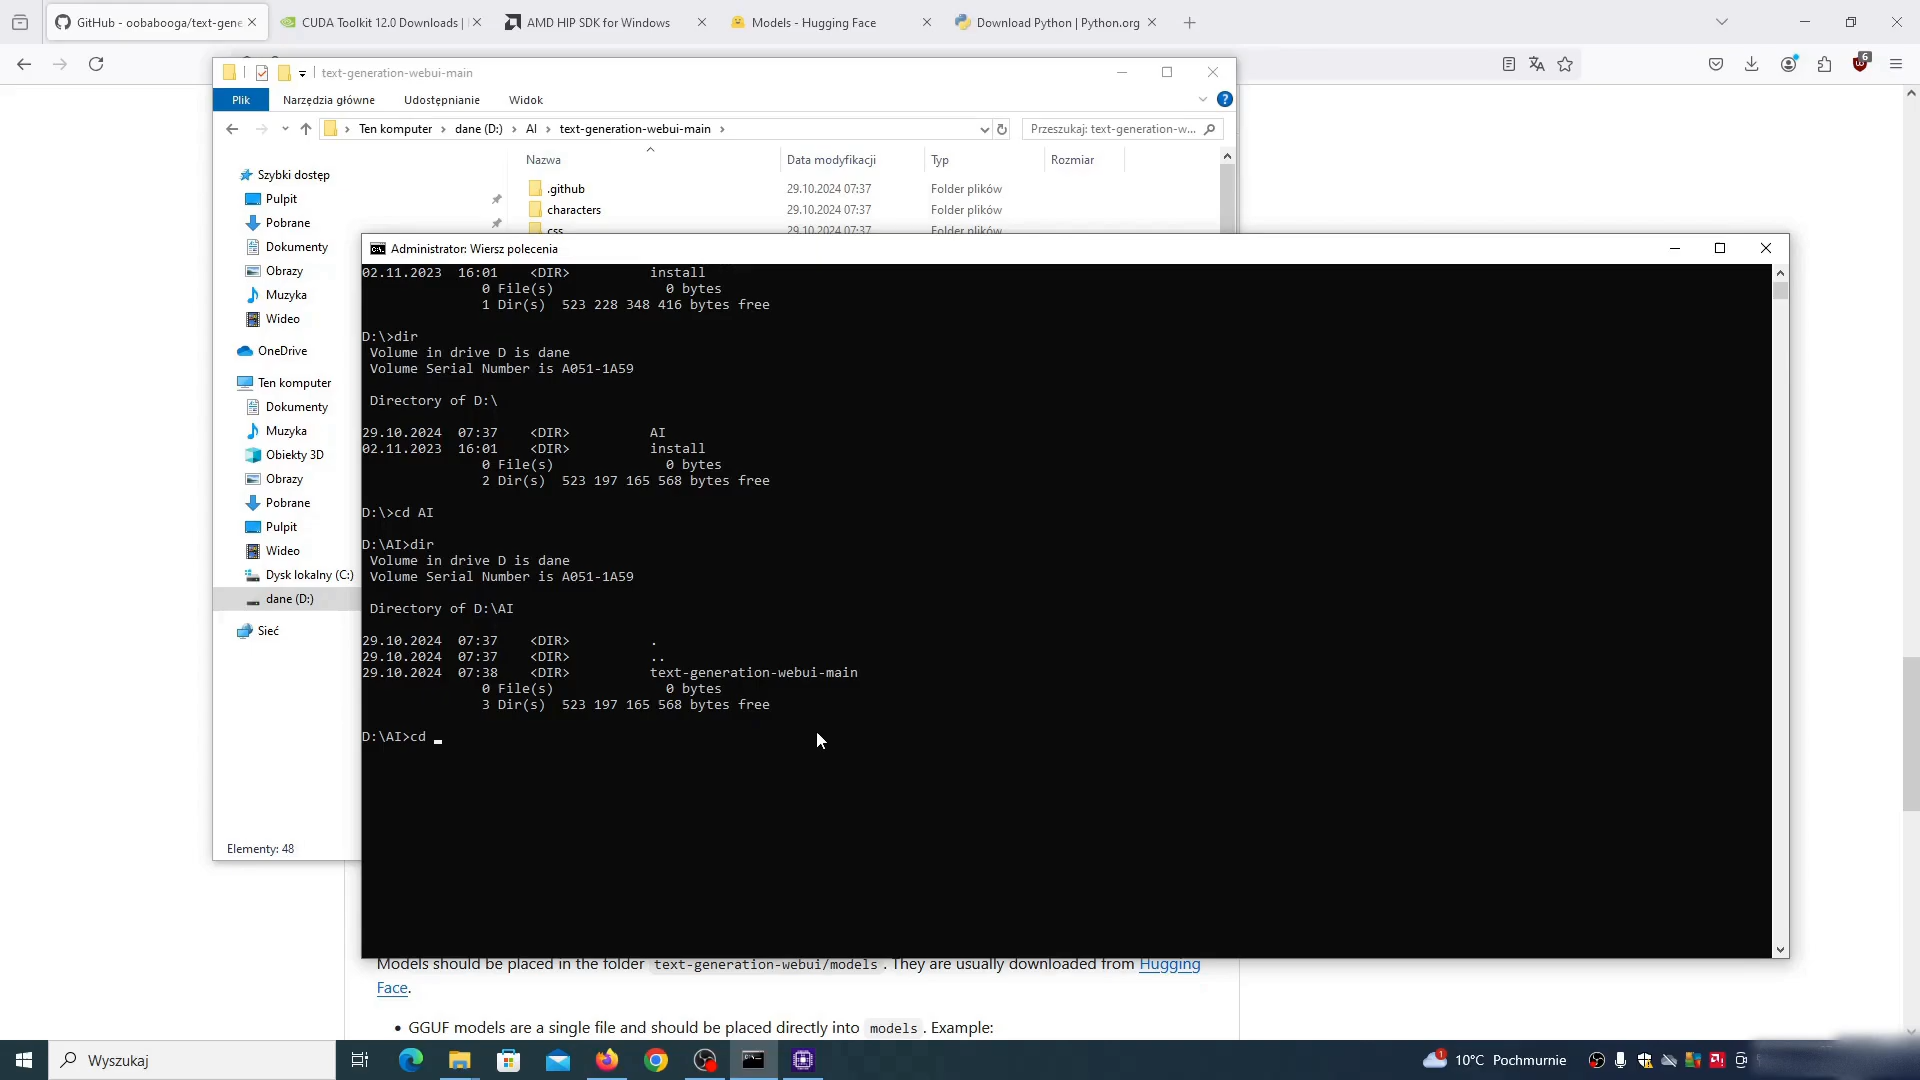 GitHub - oobabooga/text-gene
CUDA Toolkit 12.0 Downloads |
AMD HIP SDK for Windows
Models - Hugging Face
Download Python | Python.org
6
text-generation-webui-main
Plik
Narzędzia główne
Udostępnianie
Widok
Ten komputer
dane (D:)
AI
text-generation-webui-main
Przeszukaj: text-generation-w...
Nazwa
Data modyfikacji
Typ
Rozmiar
.github 29.10.2024 07:37 Folder plików
characters 29.10.2024 07:37 Folder plików
css 29.10.2024 07:37 Folder plików
Szybki dostęp
Pulpit
Pobrane
Dokumenty
Obrazy
Muzyka
Wideo
OneDrive
Ten komputer
Dokumenty
Muzyka
Obiekty 3D
Obrazy
Pobrane
Pulpit
Wideo
Dysk lokalny (C:)
dane (D:)
Sieć
Elementy: 48
Administrator: Wiersz polecenia
02.11.2023  16:01    <DIR>          install
0 File(s)              0 bytes
1 Dir(s)  523 228 348 416 bytes free
D:\>dir
Volume in drive D is dane
Volume Serial Number is A051-1A59
Directory of D:\
29.10.2024  07:37    <DIR>          AI
02.11.2023  16:01    <DIR>          install
0 File(s)              0 bytes
2 Dir(s)  523 197 165 568 bytes free
D:\>cd AI
D:\AI>dir
Volume in drive D is dane
Volume Serial Number is A051-1A59
Directory of D:\AI
29.10.2024  07:37    <DIR>          .
29.10.2024  07:37    <DIR>          ..
29.10.2024  07:38    <DIR>          text-generation-webui-main
0 File(s)              0 bytes
3 Dir(s)  523 197 165 568 bytes free
D:\AI>cd _
Models should be placed in the folder text-generation-webui/models . They are usually downloaded from Hugging
Face.
• GGUF models are a single file and should be placed directly into models . Example:
Wyszukaj
1
10°C Pochmurnie